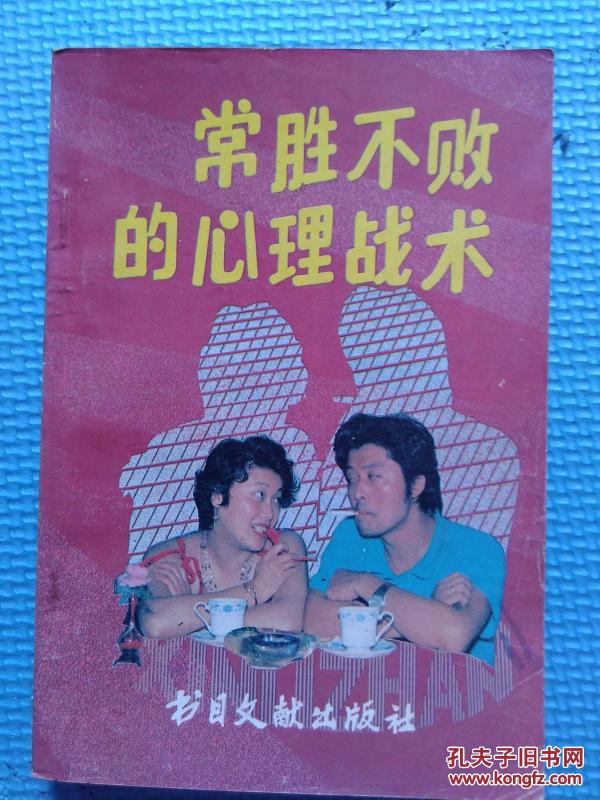 常胜不败
的心理战术
XINLIZHAN
书目文献出版社
孔夫子旧书网
www.kongfz.com